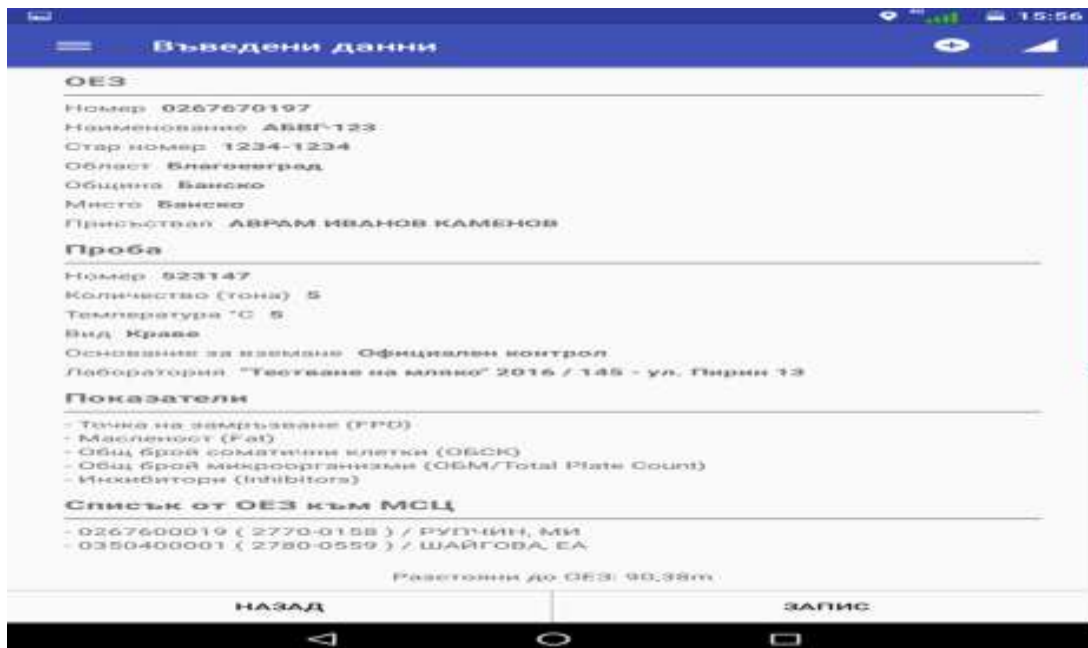 4G 15:56
Въведени данни
ОЕЗ
Номер 0267670197
Наименование АБВГ-123
Стар номер 1234-1234
Област Благоевград
Община Банско
Място Банско
Присъствал АВРАМ ИВАНОВ КАМЕНОВ
Проба
Номер 523147
Количество (тона) 5
Температура °C 5
Вид Краве
Основание за вземане Официален контрол
Лаборатория "Тестване на мляко" 2016 / 145 - ул. Пирин 13
Показатели
- Точка на замръзване (FPD)
- Масленост (Fat)
- Общ брой соматични клетки (ОБСК)
- Общ брой микроорганизми (ОБМ/Total Plate Count)
- Инхибитори (Inhibitors)
Списък от ОЕЗ към МСЦ
- 0267600019 ( 2770-0158 ) / РУПЧИН, МИ
- 0350400001 ( 2780-0559 ) / ШАЙГОВА, ЕА
Разстояни до ОЕЗ: 90,38m
НАЗАД ЗАПИС